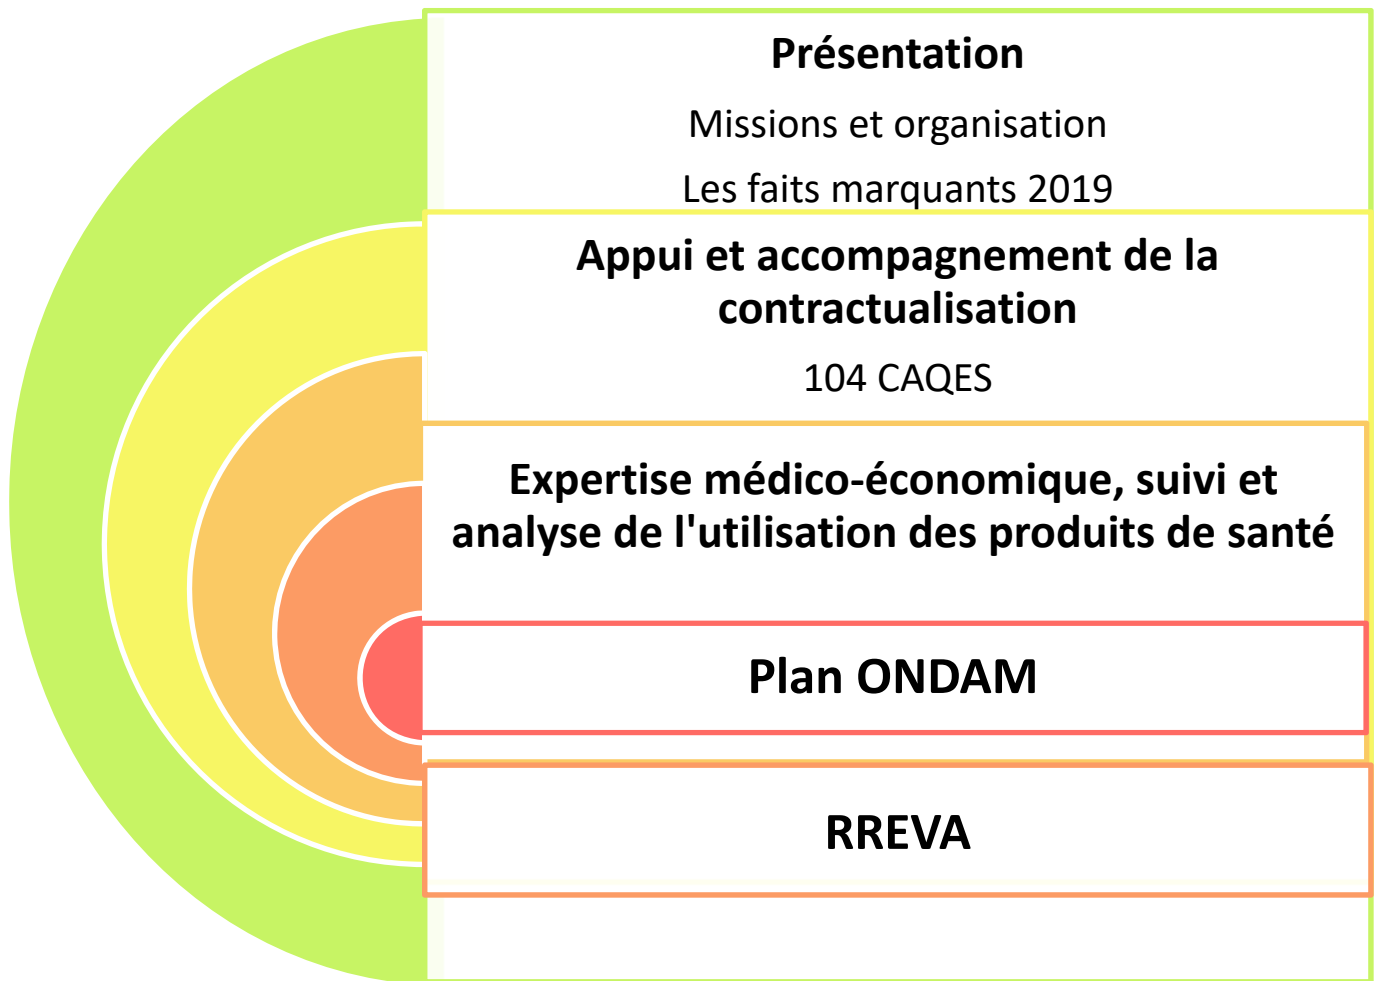 Présentation
Missions et organisation
Les faits marquants 2019
Appui et accompagnement de la
contractualisation
104 CAQES
Expertise médico-économique, suivi et
analyse de l'utilisation des produits de santé
Plan ONDAM
RREVA